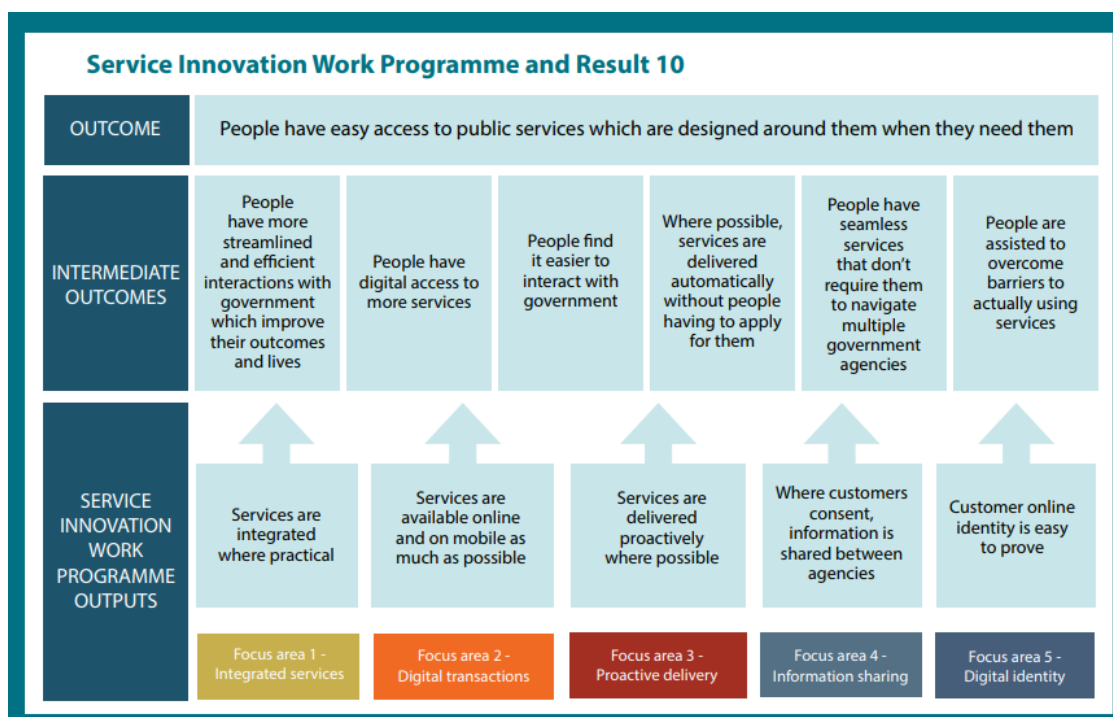 Service Innovation Work Programme and Result 10
OUTCOME
People have easy access to public services which are designed around them when they need them
INTERMEDIATE
OUTCOMES
People
have more
streamlined
and efficient
interactions with
government
which improve
their outcomes
and lives
People have
digital access to
more services
People find
it easier to
interact with
government
Where possible,
services are
delivered
automatically
without people
having to apply
for them
People have
seamless
services
that don't
require them
to navigate
multiple
government
agencies
People are
assisted to
overcome
barriers to
actually using
services
SERVICE
INNOVATION
WORK
PROGRAMME
OUTPUTS
Services are
integrated
where practical
Services are
available online
and on mobile as
much as possible
Services are
delivered
proactively
where possible
Where customers
consent,
information is
shared between
agencies
Customer online
identity is easy
to prove
Focus area 1 -
Integrated services
Focus area 2 -
Digital transactions
Focus area 3 -
Proactive delivery
Focus area 4 -
Information sharing
Focus area 5 -
Digital identity